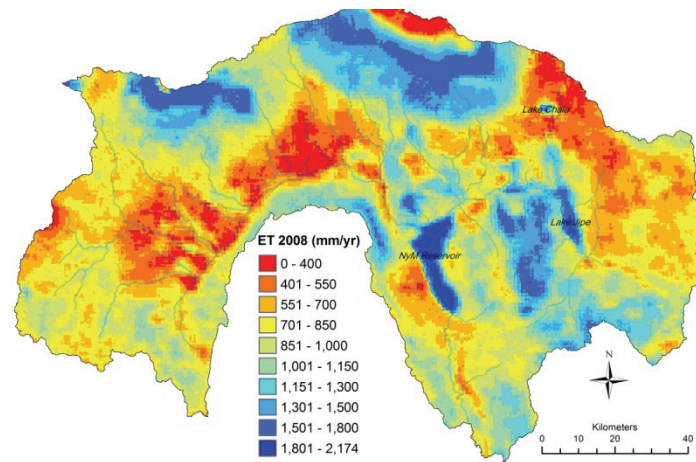 Lake Chala
Lake Jipe
NyM Reservoir
ET 2008 (mm/yr)
0 - 400
401 - 550
551 - 700
701 - 850
851 - 1,000
1,001 - 1,150
1,151 - 1,300
1,301 - 1,500
1,501 - 1,800
1,801 - 2,174
N
Kilometers
0 10 20 40